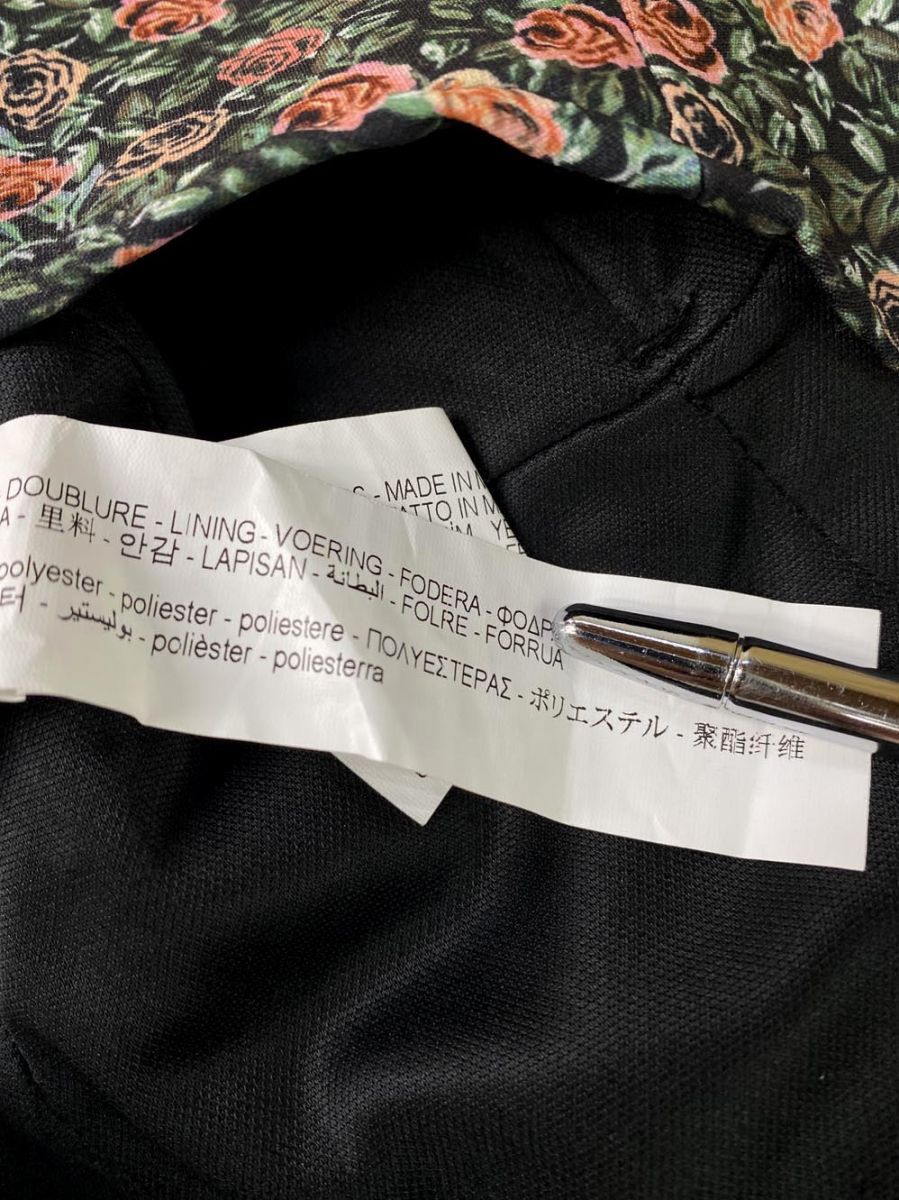 - MADE IN
DOUBLURE - LINING - VOERING - FODERA -
- 里料 - 안감 - LAPISAN - البطانة - FOLRE - FORRUA
polyester - poliester - poliestere - ΠΟΛΥΕΣΤΕΡΑΣ - ポリエステル - 聚酯纤维
터 - بوليستير - polièster - poliesterra